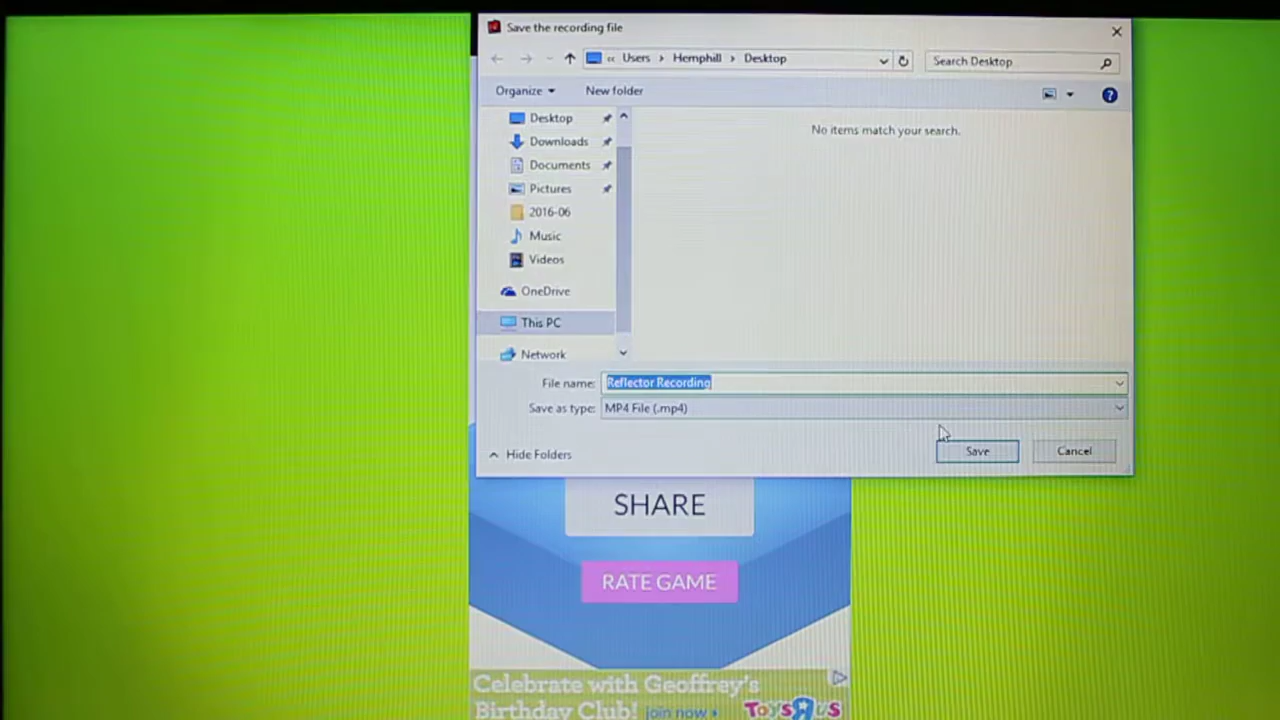 Save the recording file
« Users › Hemphill › Desktop
Search Desktop
Organize
New folder
Desktop
Downloads
Documents
Pictures
2016-06
Music
Videos
OneDrive
This PC
Network
No items match your search.
File name: Reflector Recording
Save as type: MP4 File (.mp4)
Hide Folders
Save
Cancel
SHARE
RATE GAME
Celebrate with Geoffrey's
Birthday Club! join now
TOYSRUS